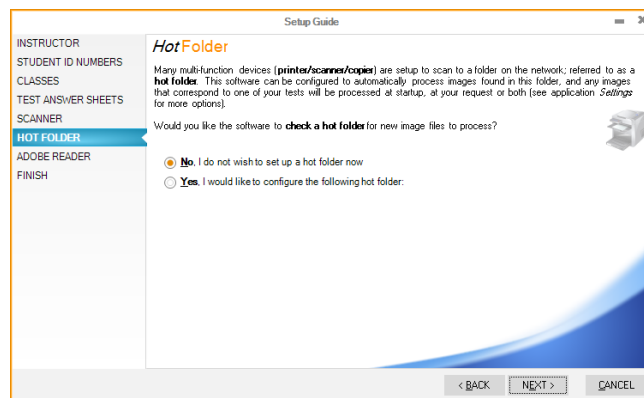 Setup Guide
INSTRUCTOR
STUDENT ID NUMBERS
CLASSES
TEST ANSWER SHEETS
SCANNER
HOT FOLDER
ADOBE READER
FINISH
Hot Folder
Many multi-function devices (printer/scanner/copier) are setup to scan to a folder on the network; referred to as a
hot folder. This software can be configured to automatically process images found in this folder, and any images
that correspond to one of your tests will be processed at startup, at your request or both (see application Settings
for more options).
Would you like the software to check a hot folder for new image files to process?
No, I do not wish to set up a hot folder now
Yes, I would like to configure the following hot folder:
< BACK
NEXT >
CANCEL